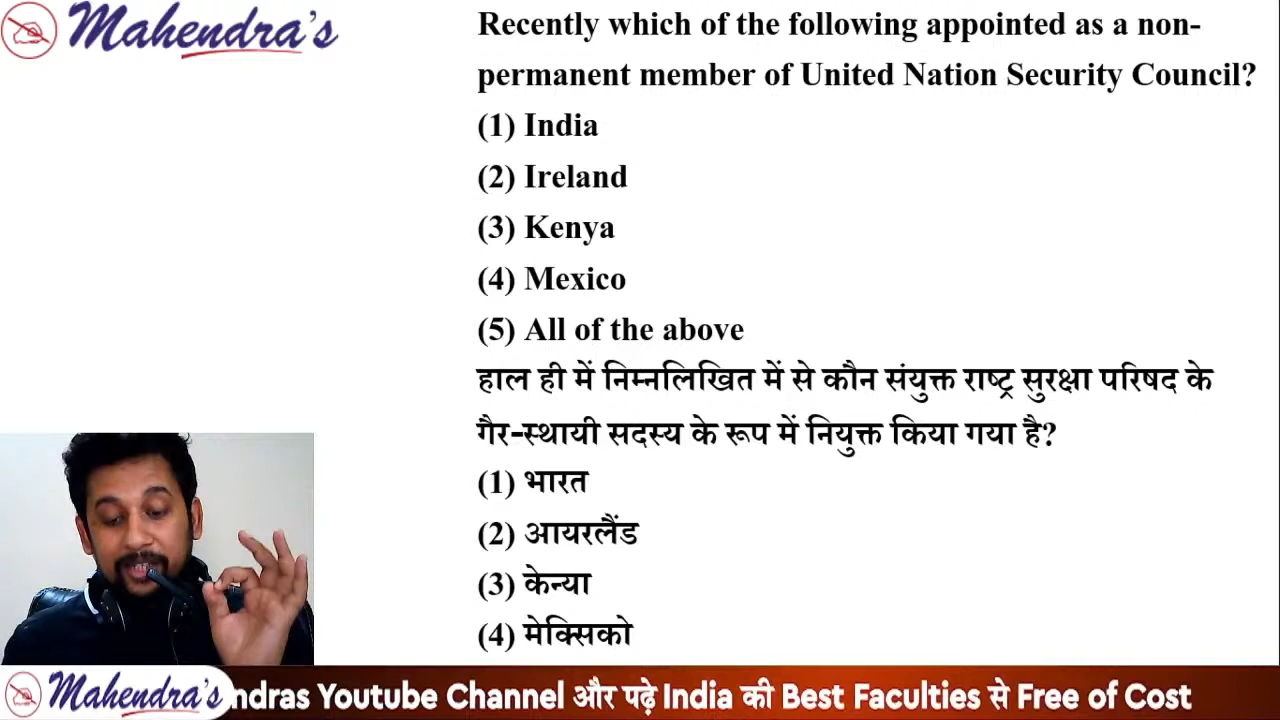 Mahendra's
Recently which of the following appointed as a non-
permanent member of United Nation Security Council?
(1) India
(2) Ireland
(3) Kenya
(4) Mexico
(5) All of the above
हाल ही में निम्नलिखित में से कौन संयुक्त राष्ट्र सुरक्षा परिषद के
गैर-स्थायी सदस्य के रूप में नियुक्त किया गया है?
(1) भारत
(2) आयरलैंड
(3) केन्या
(4) मेक्सिको
Mahendra's ndras Youtube Channel और पढ़े India की Best Faculties से Free of Cost